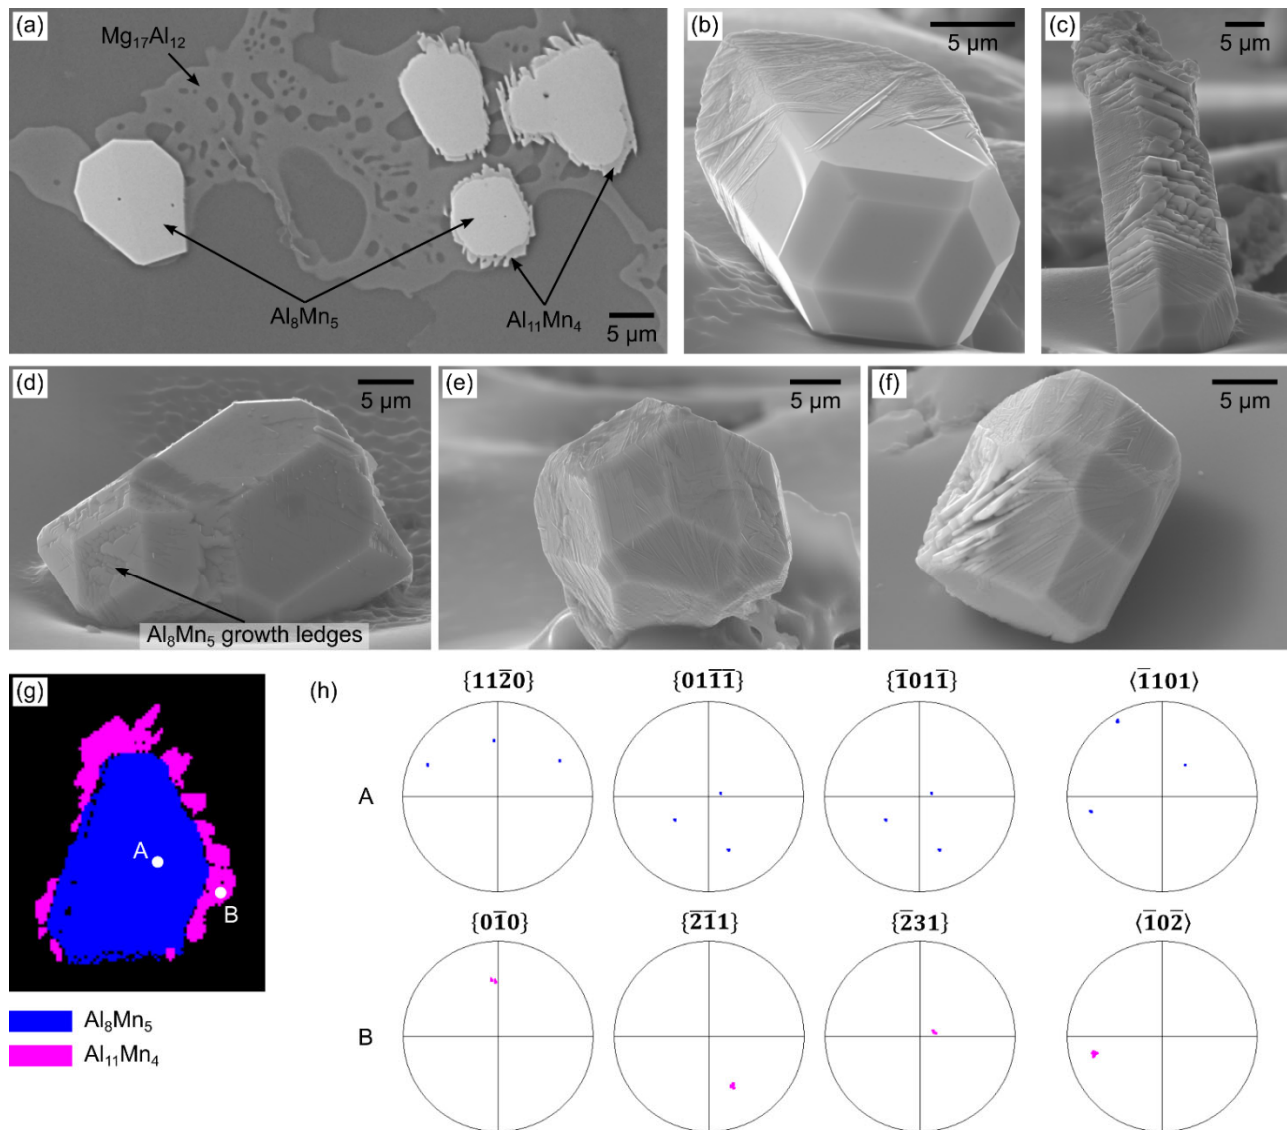 (a)
Mg₁₇Al₁₂
Al₈Mn₅
Al₁₁Mn₄
5 µm
(b)
5 µm
(c)
5 µm
(d)
5 µm
Al₈Mn₅ growth ledges
(e)
5 µm
(f)
5 µm
(g)
A
B
Al₈Mn₅
Al₁₁Mn₄
(h)
{112̅0} {011̅1̅} {1̅011̅} ⟨1̅101⟩
A
{01̅0} {2̅1̅1} {2̅31} ⟨1̅02̅⟩
B